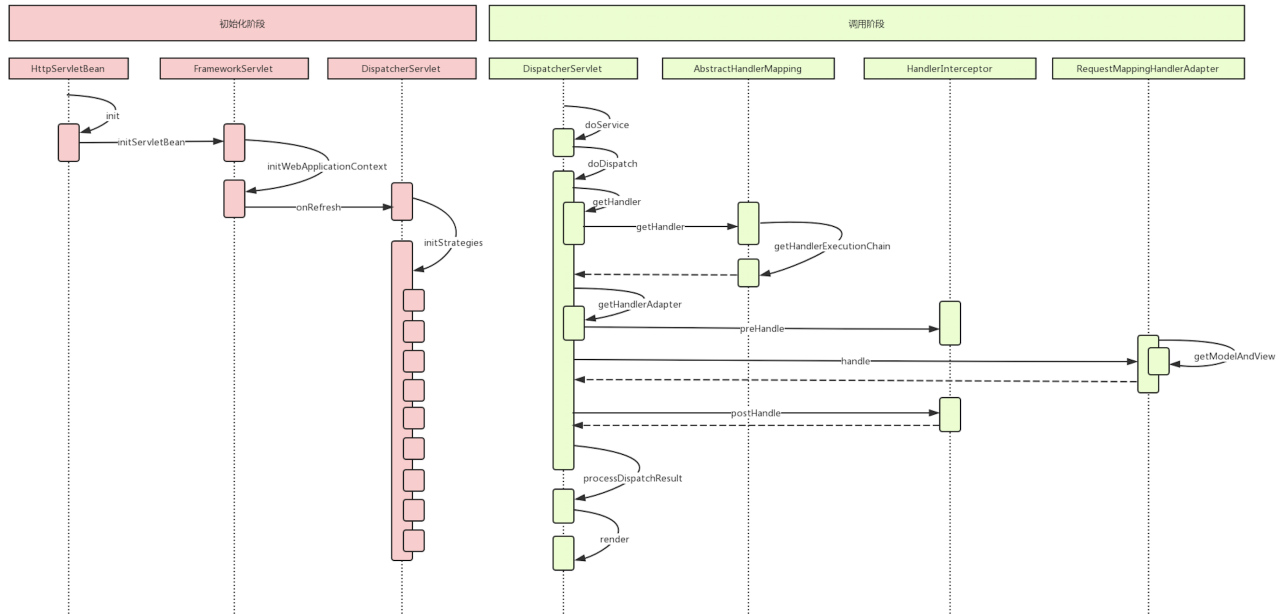 初始化阶段
调用阶段
HttpServletBean
FrameworkServlet
DispatcherServlet
DispatcherServlet
AbstractHandlerMapping
HandlerInterceptor
RequestMappingHandlerAdapter
init
initServletBean
initWebApplicationContext
onRefresh
initStrategies
doService
doDispatch
getHandler
getHandler
getHandlerExecutionChain
getHandlerAdapter
preHandle
handle
getModelAndView
postHandle
processDispatchResult
render